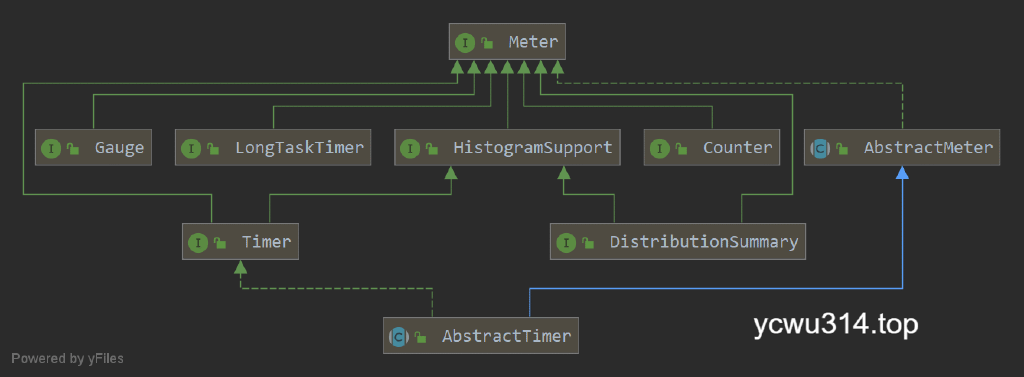 I Meter
I Gauge
I LongTaskTimer
I HistogramSupport
I Counter
C AbstractMeter
I Timer
I DistributionSummary
C AbstractTimer
ycwu314.top
Powered by yFiles